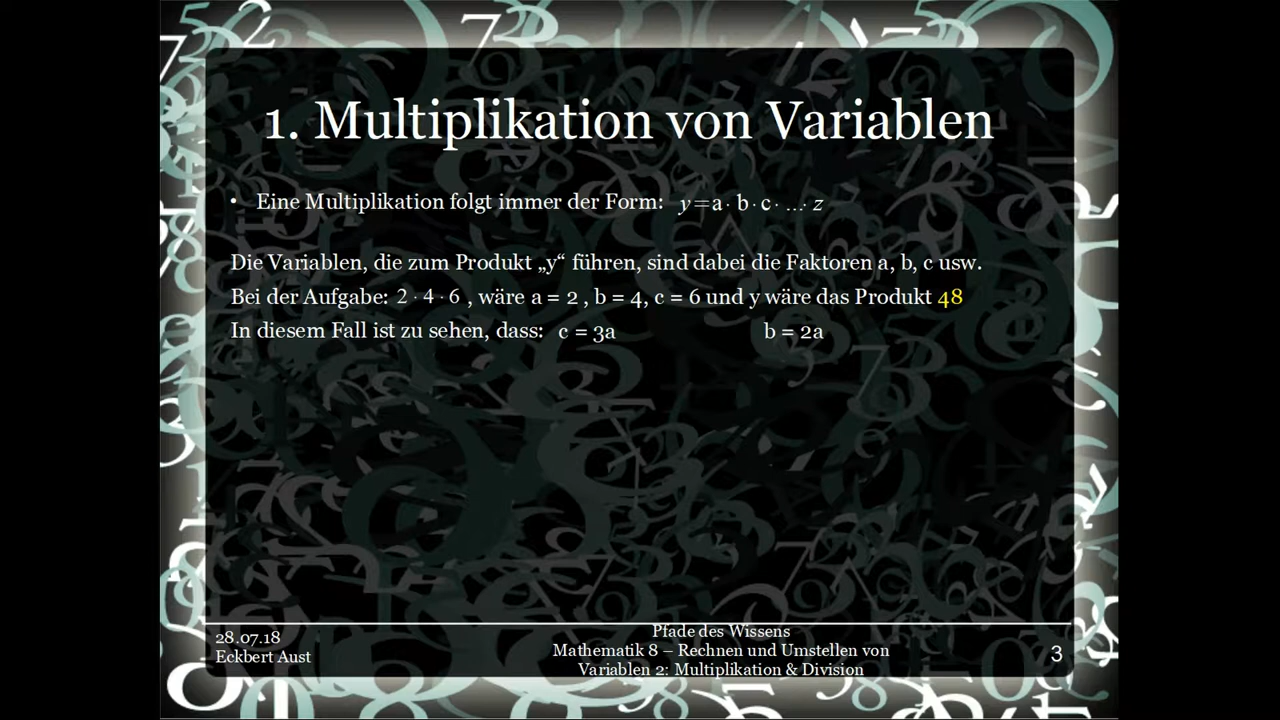 1. Multiplikation von Variablen
• Eine Multiplikation folgt immer der Form: y=a· b·c· ...· z
Die Variablen, die zum Produkt „y“ führen, sind dabei die Faktoren a, b, c usw.
Bei der Aufgabe: 2 · 4 · 6 , wäre a = 2 , b = 4, c = 6 und y wäre das Produkt 48
In diesem Fall ist zu sehen, dass: c = 3a b = 2a
28.07.18
Eckbert Aust
Pfade des Wissens
Mathematik 8 – Rechnen und Umstellen von
Variablen 2: Multiplikation & Division
3